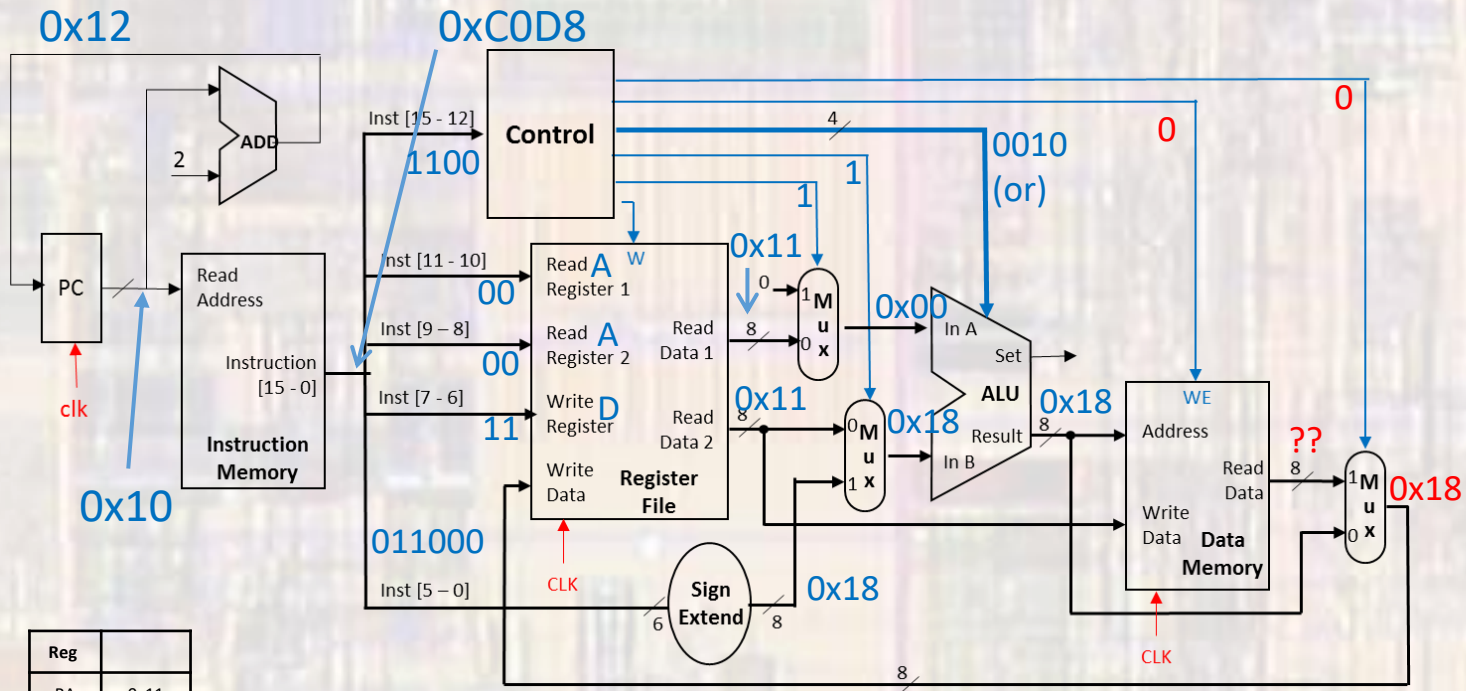 0x12
0xC0D8
ADD
2
PC
clk
0x10
Read
Address
Instruction
[15 - 0]
Instruction
Memory
Inst [15 - 12]
1100
Control
Inst [11 - 10]
00
Inst [9 – 8]
00
Inst [7 - 6]
11
011000
Inst [5 – 0]
6
Read A
Register 1
W
Read A
Register 2
Write D
Register
Write
Data
Read
Data 1
Read
Data 2
Register
File
CLK
Sign
Extend
8
0x18
0x11
8
0x11
8
0
1
0
M
u
x
1
0x00
0
1
M
u
x
1
0x18
4
0010
(or)
In A
In B
Set
ALU
Result
0x18
8
0
0
WE
Address
Read
Data
Write
Data
Data
Memory
CLK
??
8
1
0
M
u
x
0x18
8
Reg